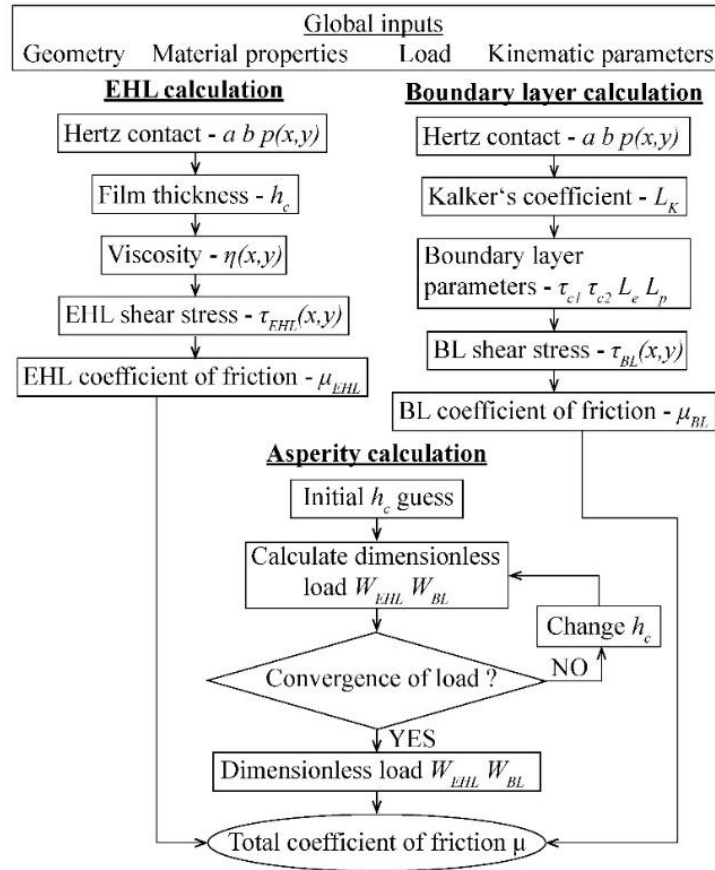 Global inputs
Geometry Material properties Load Kinematic parameters
EHL calculation
Hertz contact - a b p(x,y)
Film thickness - h_c
Viscosity - η(x,y)
EHL shear stress - τ_EHL(x,y)
EHL coefficient of friction - μ_EHL
Boundary layer calculation
Hertz contact - a b p(x,y)
Kalker‘s coefficient - L_K
Boundary layer
parameters - τ_c1 τ_c2 L_e L_p
BL shear stress - τ_BL(x,y)
BL coefficient of friction - μ_BL
Asperity calculation
Initial h_c guess
Calculate dimensionless
load W_EHL W_BL
Change h_c
Convergence of load ?
NO
YES
Dimensionless load W_EHL W_BL
Total coefficient of friction μ